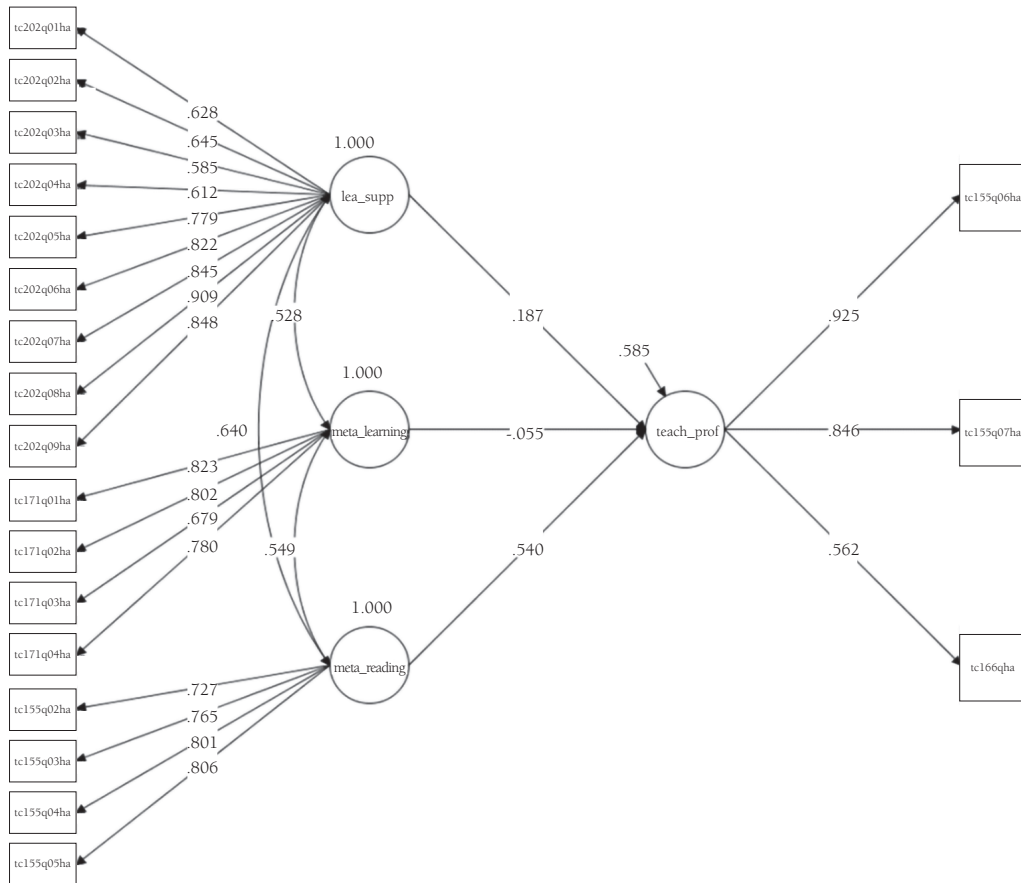 tc202q01ha
tc202q02ha
tc202q03ha
tc202q04ha
tc202q05ha
tc202q06ha
tc202q07ha
tc202q08ha
tc202q09ha
tc171q01ha
tc171q02ha
tc171q03ha
tc171q04ha
tc155q02ha
tc155q03ha
tc155q04ha
tc155q05ha
.628
.645
.585
.612
.779
.822
.845
.909
.848
.823
.802
.679
.780
.727
.765
.801
.806
1.000
lea_supp
.528
1.000
meta_learning
.640
.549
1.000
meta_reading
.187
-.055
.540
.585
teach_prof
.925
.846
.562
tc155q06ha
tc155q07ha
tc166qha